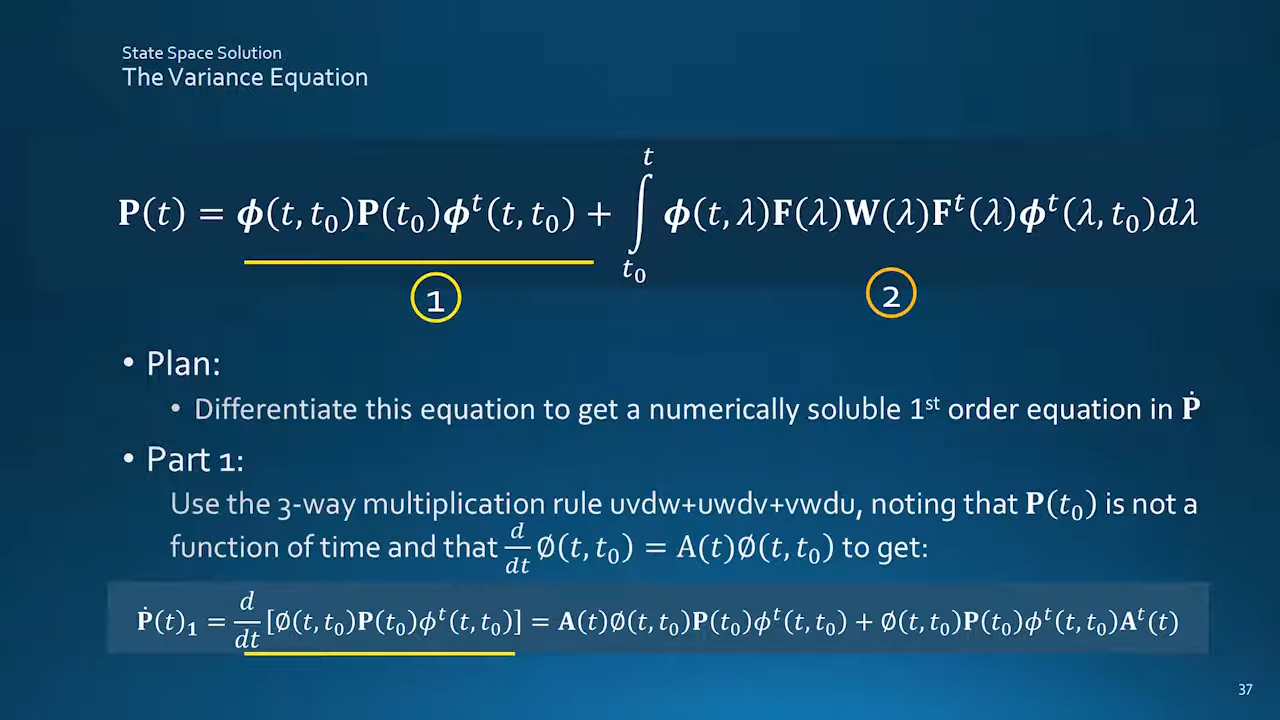 State Space Solution
The Variance Equation
𝐏(𝑡) = 𝝓(𝑡, 𝑡₀)𝐏(𝑡₀)𝝓ᵗ(𝑡, 𝑡₀) + ∫ₜ₀ᵗ 𝝓(𝑡, 𝜆)𝐅(𝜆)𝐖(𝜆)𝐅ᵗ(𝜆)𝝓ᵗ(𝜆, 𝑡₀)𝑑𝜆
1 2
• Plan:
• Differentiate this equation to get a numerically soluble 1ˢᵗ order equation in 𝐏̇
• Part 1:
Use the 3-way multiplication rule uvdw+uwdv+vwdu, noting that 𝐏(𝑡₀) is not a
function of time and that 𝑑/𝑑𝑡 ∅(𝑡, 𝑡₀) = A(𝑡)∅(𝑡, 𝑡₀) to get:
𝐏̇(𝑡)₁ = 𝑑/𝑑𝑡 [∅(𝑡, 𝑡₀)𝐏(𝑡₀)𝜙ᵗ(𝑡, 𝑡₀)] = 𝐀(𝑡)∅(𝑡, 𝑡₀)𝐏(𝑡₀)𝜙ᵗ(𝑡, 𝑡₀) + ∅(𝑡, 𝑡₀)𝐏(𝑡₀)𝜙ᵗ(𝑡, 𝑡₀)𝐀ᵗ(𝑡)
37